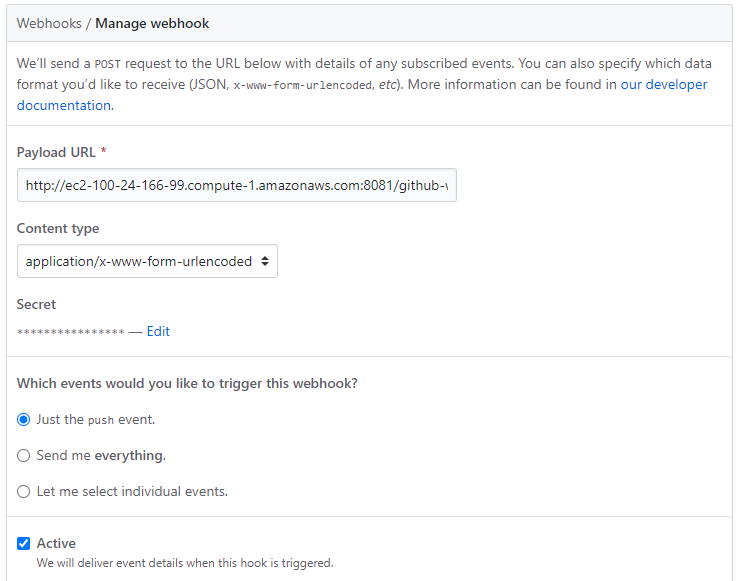 Webhooks / Manage webhook
We’ll send a POST request to the URL below with details of any subscribed events. You can also specify which data
format you’d like to receive (JSON, x-www-form-urlencoded, etc). More information can be found in our developer
documentation.
Payload URL *
http://ec2-100-24-166-99.compute-1.amazonaws.com:8081/github-
Content type
application/x-www-form-urlencoded
Secret
**************** — Edit
Which events would you like to trigger this webhook?
Just the push event.
Send me everything.
Let me select individual events.
Active
We will deliver event details when this hook is triggered.